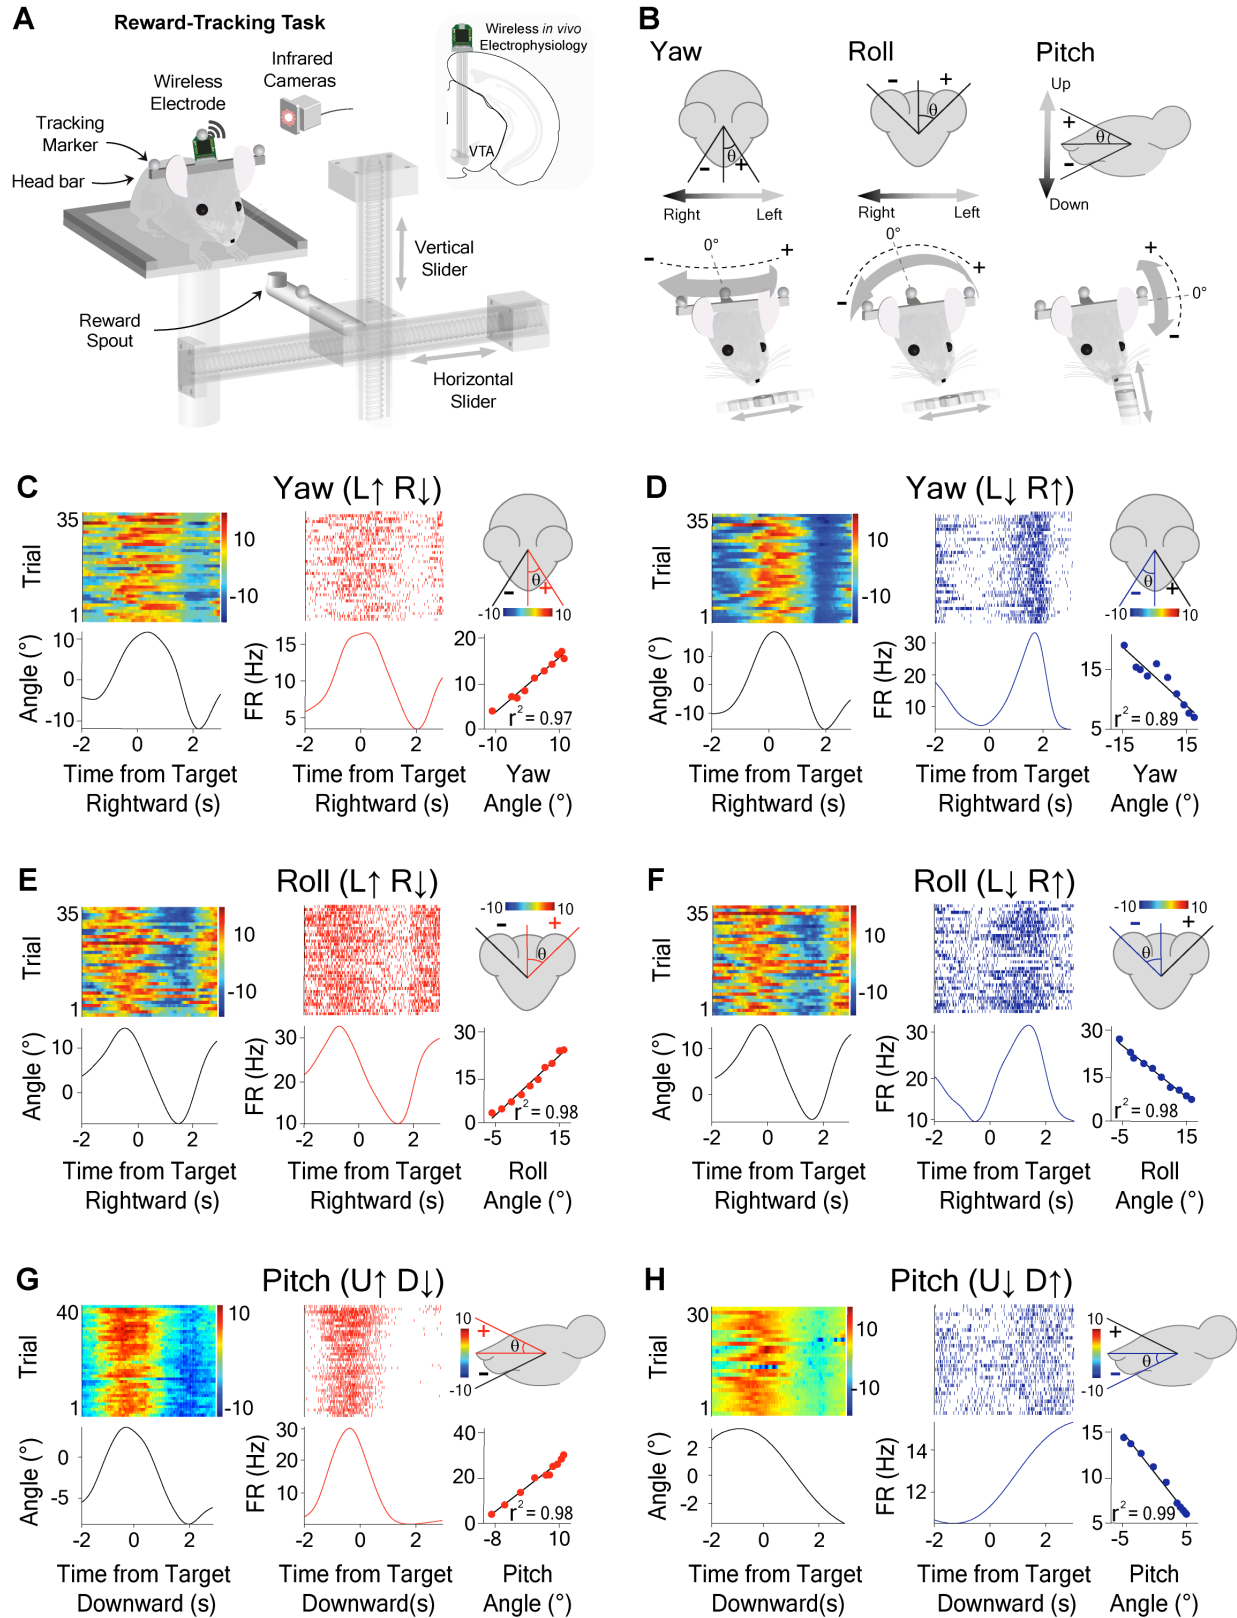 A
Reward-Tracking Task
Wireless in vivo
Electrophysiology
Infrared
Cameras
Wireless
Electrode
Tracking
Marker
Head bar
VTA
Vertical
Slider
Reward
Spout
Horizontal
Slider
B
Yaw
Roll
Pitch
- θ +
Right
Left
- + θ
Right
Left
Up
+ θ -
Down
- 0° +
- 0° +
+ 0° -
C
Yaw (L↑ R↓)
35
Trial
1
10
-10
- θ +
-10 10
10
0
-10
Angle (°)
-2 0 2
Time from Target
Rightward (s)
15
10
5
FR (Hz)
-2 0 2
Time from Target
Rightward (s)
20
10
0
r² = 0.97
-10 10
Yaw
Angle (°)
D
Yaw (L↓ R↑)
35
Trial
1
10
-10
- θ +
-10 10
10
0
-10
Angle (°)
-2 0 2
Time from Target
Rightward (s)
30
20
10
FR (Hz)
-2 0 2
Time from Target
Rightward (s)
15
5
r² = 0.89
-15 15
Yaw
Angle (°)
E
Roll (L↑ R↓)
35
Trial
1
10
-10
-10 10
- θ +
10
0
Angle (°)
-2 0 2
Time from Target
Rightward (s)
30
20
10
FR (Hz)
-2 0 2
Time from Target
Rightward (s)
30
15
0
r² = 0.98
-5 15
Roll
Angle (°)
F
Roll (L↓ R↑)
35
Trial
1
10
-10
-10 10
- θ +
10
0
Angle (°)
-2 0 2
Time from Target
Rightward (s)
30
20
10
FR (Hz)
-2 0 2
Time from Target
Rightward (s)
30
15
0
r² = 0.98
-5 15
Roll
Angle (°)
G
Pitch (U↑ D↓)
40
Trial
1
10
-10
10
-10
+ θ -
0
-5
Angle (°)
-2 0 2
Time from Target
Downward (s)
30
20
10
FR (Hz)
-2 0 2
Time from Target
Downward(s)
40
20
0
r² = 0.98
-8 10
Pitch
Angle (°)
H
Pitch (U↓ D↑)
30
Trial
1
10
-10
10
-10
+ θ -
2
0
-2
Angle (°)
-2 0 2
Time from Target
Downward(s)
14
12
FR (Hz)
-2 0 2
Time from Target
Downward(s)
15
10
5
r² = 0.99
-5 5
Pitch
Angle (°)